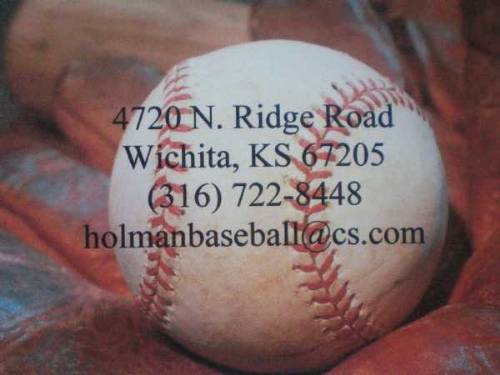 4720 N. Ridge Road
Wichita, KS 67205
(316) 722-8448
holmanbaseball@cs.com